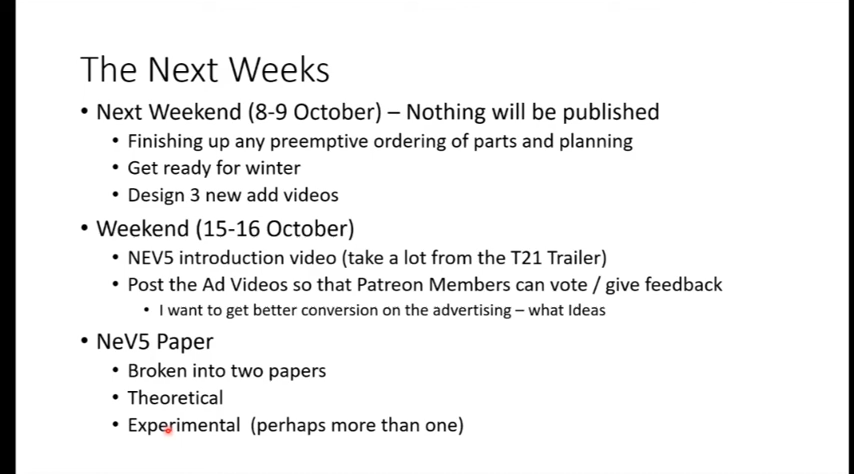 The Next Weeks
• Next Weekend (8-9 October) – Nothing will be published
• Finishing up any preemptive ordering of parts and planning
• Get ready for winter
• Design 3 new add videos
• Weekend (15-16 October)
• NEV5 introduction video (take a lot from the T21 Trailer)
• Post the Ad Videos so that Patreon Members can vote / give feedback
• I want to get better conversion on the advertising – what Ideas
• NeV5 Paper
• Broken into two papers
• Theoretical
• Experimental (perhaps more than one)